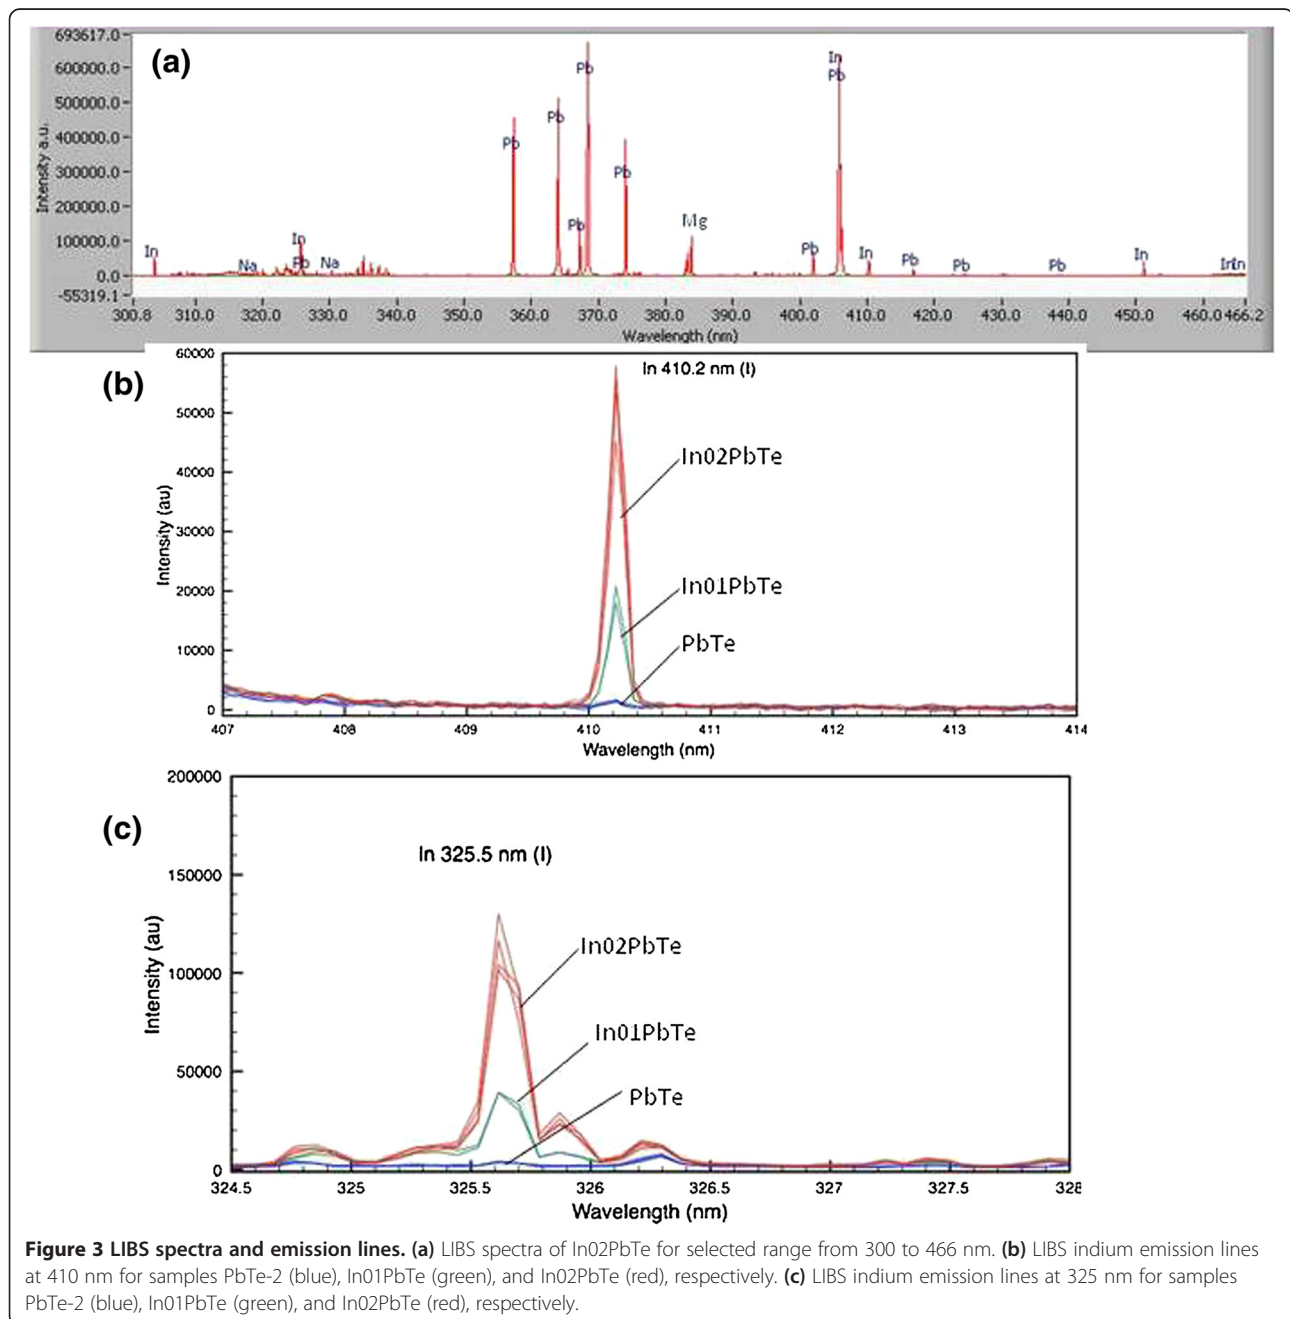 (a)
693617.0
600000.0
500000.0
400000.0
300000.0
200000.0
100000.0
0.0
-55319.1
Intensity a.u.
In
Na
In
Pb
Na
Pb
Pb
Pb
Pb
Pb
Mg
Pb
In
Pb
In
Pb
Pb
Pb
In
In
300.8 310.0 320.0 330.0 340.0 350.0 360.0 370.0 380.0 390.0 400.0 410.0 420.0 430.0 440.0 450.0 460.0 466.2
Wavelength (nm)
(b)
60000
50000
40000
30000
20000
10000
0
Intensity (au)
In 410.2 nm (I)
In02PbTe
In01PbTe
PbTe
407 408 409 410 411 412 413 414
Wavelength (nm)
(c)
200000
150000
100000
50000
0
Intensity (au)
In 325.5 nm (I)
In02PbTe
In01PbTe
PbTe
324.5 325 325.5 326 326.5 327 327.5 328
Wavelength (nm)
Figure 3 LIBS spectra and emission lines. (a) LIBS spectra of In02PbTe for selected range from 300 to 466 nm. (b) LIBS indium emission lines
at 410 nm for samples PbTe-2 (blue), In01PbTe (green), and In02PbTe (red), respectively. (c) LIBS indium emission lines at 325 nm for samples
PbTe-2 (blue), In01PbTe (green), and In02PbTe (red), respectively.